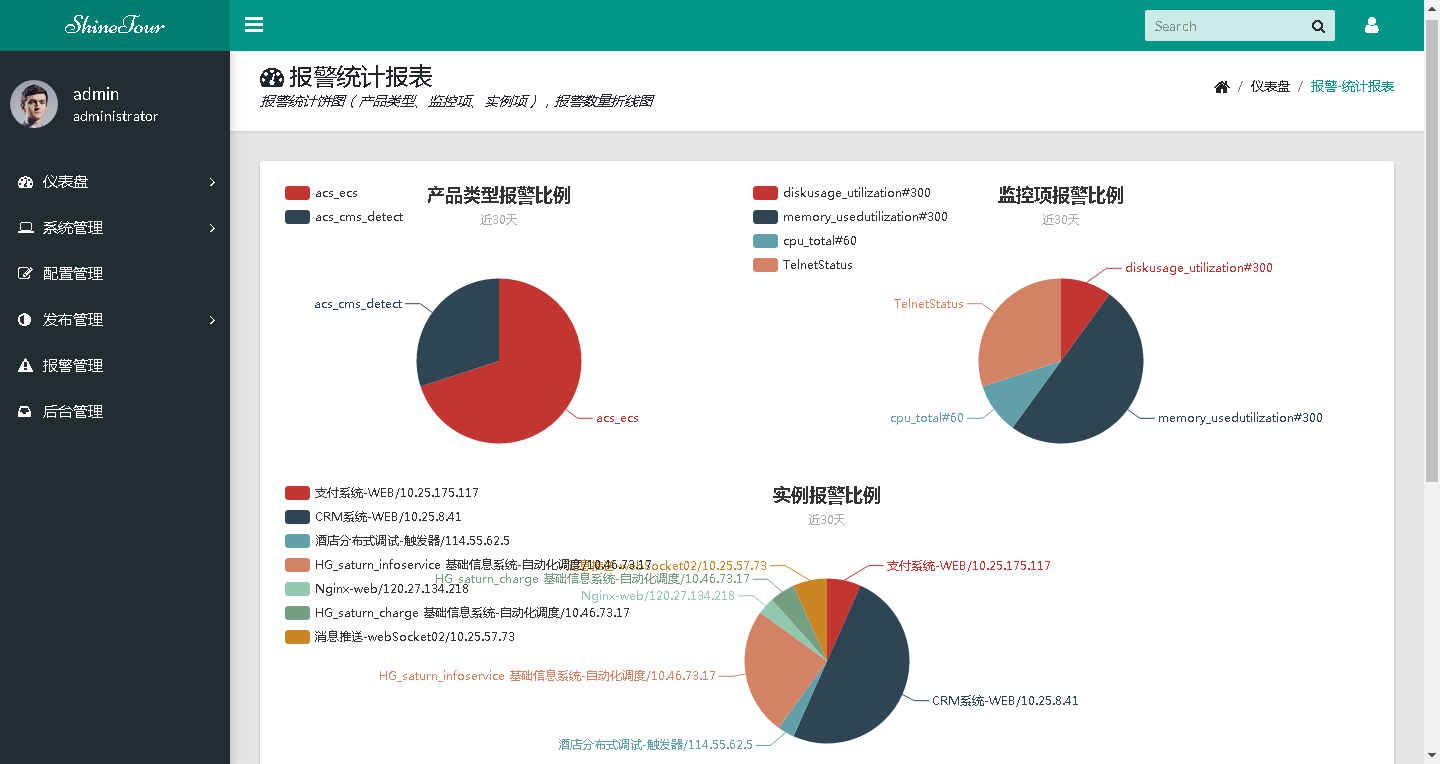 ShineTour
Search
admin
administrator
仪表盘
系统管理
配置管理
发布管理
报警管理
后台管理
报警统计报表
报警统计饼图（产品类型、监控项、实例项），报警数量折线图
/ 仪表盘 / 报警-统计报表
acs_ecs
acs_cms_detect
产品类型报警比例
近30天
acs_cms_detect
acs_ecs
diskusage_utilization#300
memory_usedutilization#300
cpu_total#60
TelnetStatus
监控项报警比例
近30天
diskusage_utilization#300
TelnetStatus
cpu_total#60
memory_usedutilization#300
支付系统-WEB/10.25.175.117
CRM系统-WEB/10.25.8.41
酒店分布式调试-触发器/114.55.62.5
HG_saturn_infoservice 基础信息系统-自动化调度/10.46.73.17
Nginx-web/120.27.134.218
HG_saturn_charge 基础信息系统-自动化调度/10.46.73.17
消息推送-webSocket02/10.25.57.73
实例报警比例
近30天
消息推送-webSocket02/10.25.57.73
支付系统-WEB/10.25.175.117
HG_saturn_charge 基础信息系统-自动化调度/10.46.73.17
Nginx-web/120.27.134.218
HG_saturn_infoservice 基础信息系统-自动化调度/10.46.73.17
CRM系统-WEB/10.25.8.41
酒店分布式调试-触发器/114.55.62.5